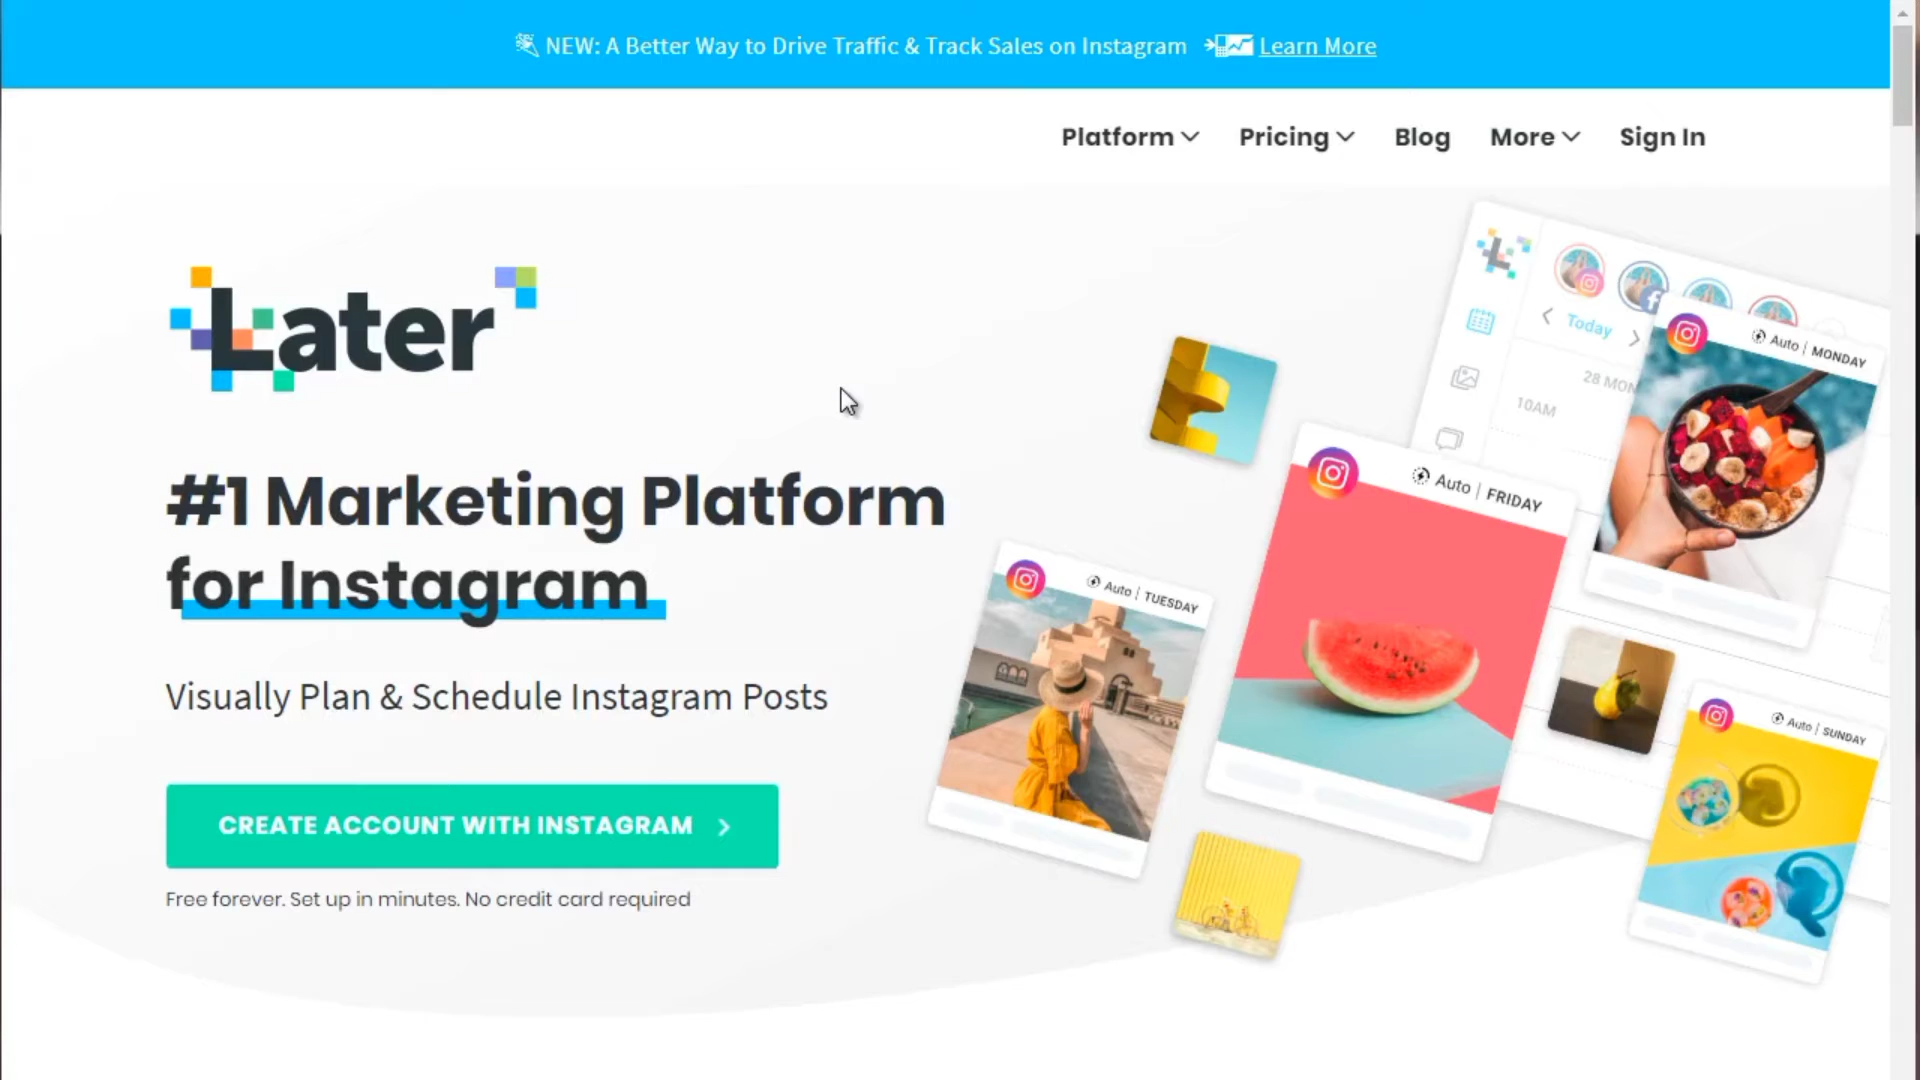 NEW: A Better Way to Drive Traffic & Track Sales on Instagram Learn More
Platform Pricing Blog More Sign In
Later
#1 Marketing Platform
for Instagram
Visually Plan & Schedule Instagram Posts
CREATE ACCOUNT WITH INSTAGRAM
Free forever. Set up in minutes. No credit card required
Today
28 MON
10AM
Auto | MONDAY
Auto | FRIDAY
Auto | TUESDAY
Auto | SUNDAY